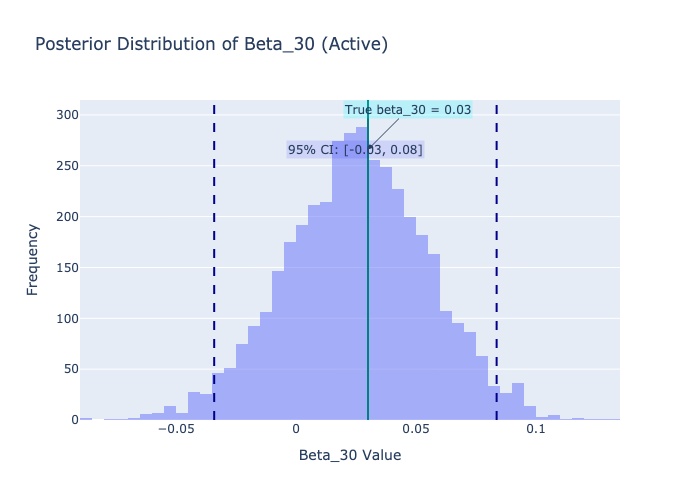 Posterior Distribution of Beta_30 (Active)
True beta_30 = 0.03
95% CI: [-0.03, 0.08]
300
250
200
150
100
50
0
Frequency
−0.05
0
0.05
0.1
Beta_30 Value